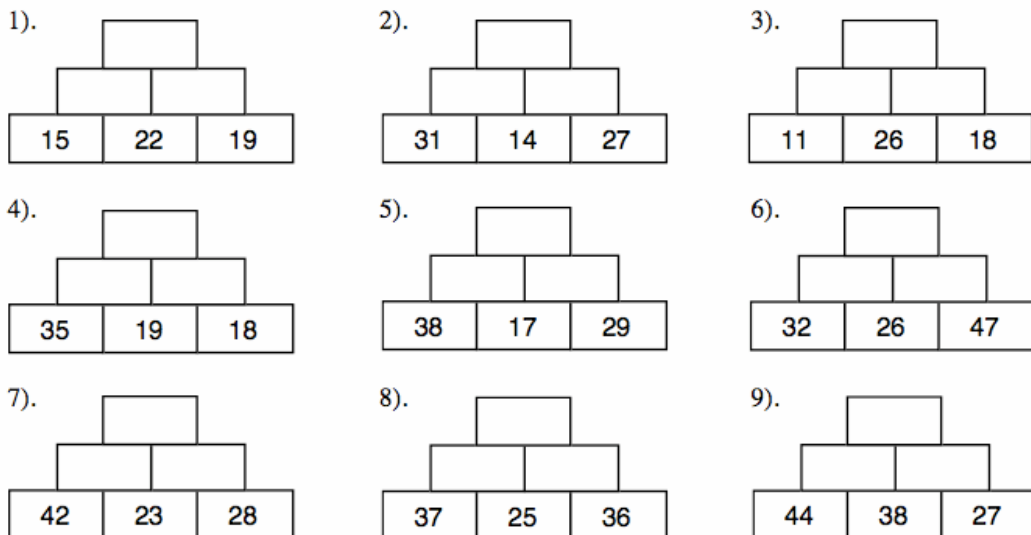 1). 2). 3).
15 22 19 31 14 27 11 26 18
4). 5). 6).
35 19 18 38 17 29 32 26 47
7). 8). 9).
42 23 28 37 25 36 44 38 27